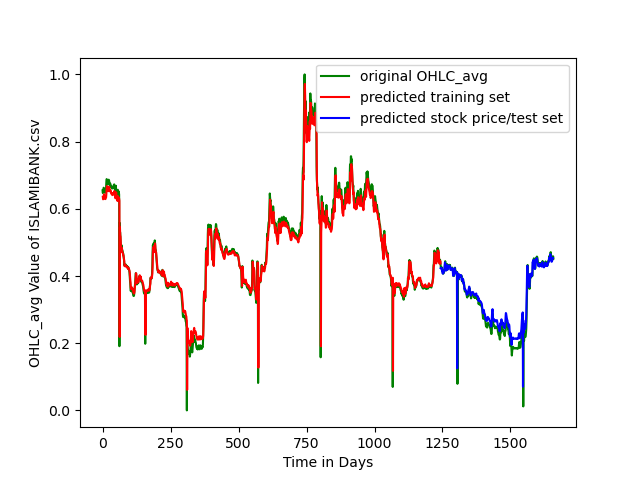 original OHLC_avg
predicted training set
predicted stock price/test set
OHLC_avg Value of ISLAMIBANK.csv
1.0
0.8
0.6
0.4
0.2
0.0
0 250 500 750 1000 1250 1500
Time in Days